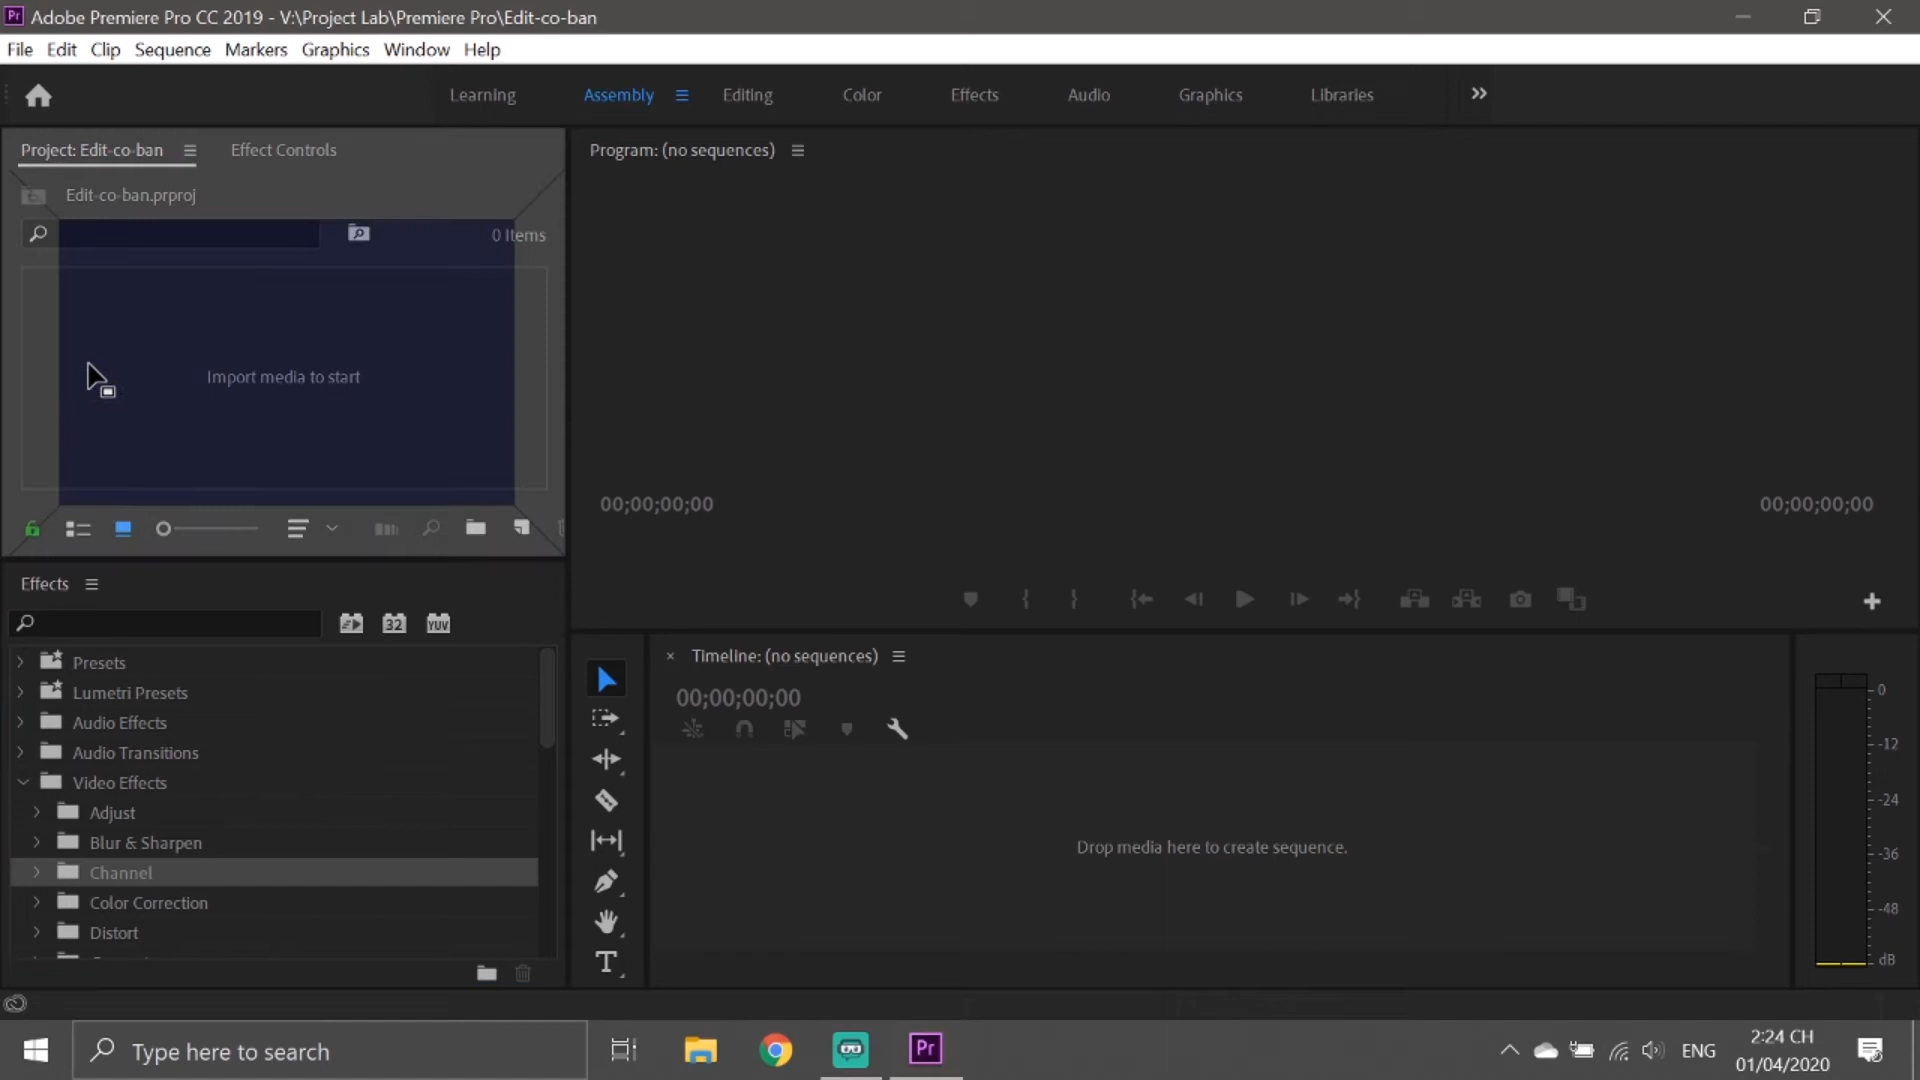 Pr Adobe Premiere Pro CC 2019 - V:\Project Lab\Premiere Pro\Edit-co-ban
File Edit Clip Sequence Markers Graphics Window Help
Learning Assembly Editing Color Effects Audio Graphics Libraries
Project: Edit-co-ban Effect Controls
Edit-co-ban.prproj
0 Items
Import media to start
Program: (no sequences)
00;00;00;00 00;00;00;00
Effects
32 YUV
Presets
Lumetri Presets
Audio Effects
Audio Transitions
Video Effects
Adjust
Blur & Sharpen
Channel
Color Correction
Distort
Timeline: (no sequences)
00;00;00;00
Drop media here to create sequence.
T
0
-12
-24
-36
-48
dB
Type here to search
Pr
ENG
2:24 CH
01/04/2020